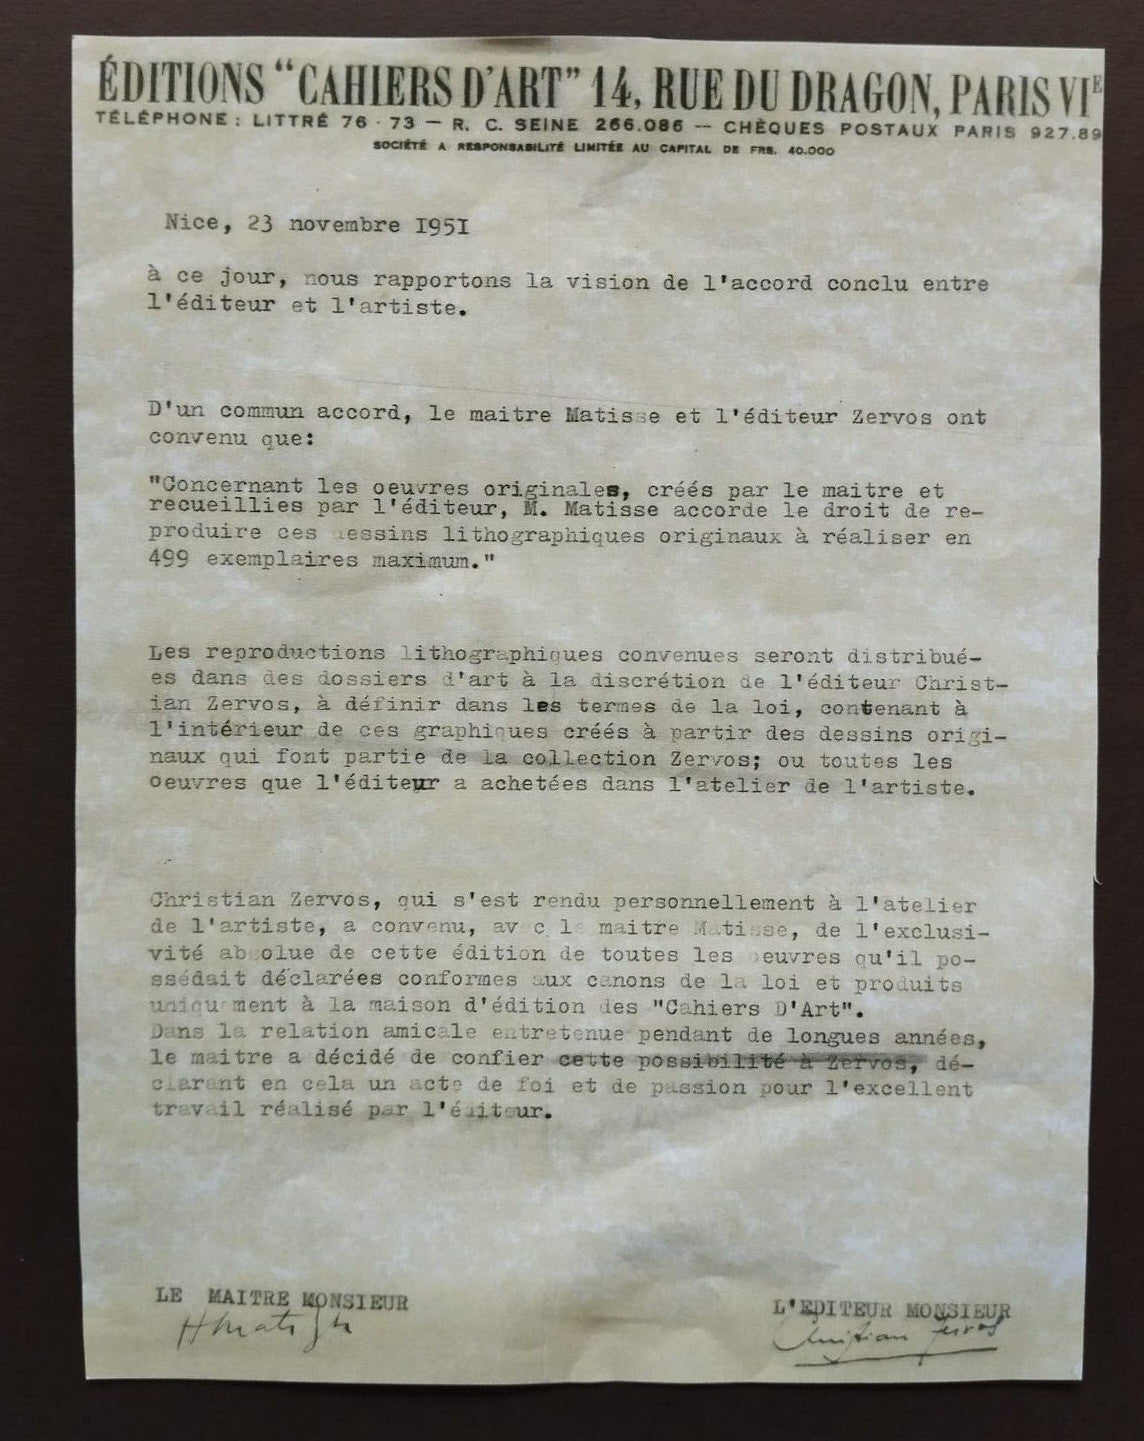 ÉDITIONS “CAHIERS D'ART” 14, RUE DU DRAGON, PARIS VIᴱ
TÉLÉPHONE : LITTRÉ 76 - 73 — R. C. SEINE 266.086 — CHÈQUES POSTAUX PARIS 927.89
SOCIÉTÉ A RESPONSABILITÉ LIMITÉE AU CAPITAL DE FRS. 40.000
Nice, 23 novembre I95I
à ce jour, nous rapportons la vision de l'accord conclu entre
l'éditeur et l'artiste.
D'un commun accord, le maitre Matisse et l'éditeur Zervos ont
convenu que:
"Concernant les oeuvres originales, créés par le maitre et
recueillies par l'éditeur, M. Matisse accorde le droit de re-
produire ces dessins lithographiques originaux à réaliser en
499 exemplaires maximum."
Les reproductions lithographiques convenues seront distribué-
es dans des dossiers d'art à la discrétion de l'éditeur Christ-
ian Zervos, à définir dans les termes de la loi, contenant à
l'intérieur de ces graphiques créés à partir des dessins origi-
naux qui font partie de la collection Zervos; ou toutes les
oeuvres que l'éditeur a achetées dans l'atelier de l'artiste.
Christian Zervos, qui s'est rendu personnellement à l'atelier
de l'artiste, a convenu, avec le maitre Matisse, de l'exclusi-
vité absolue de cette édition de toutes les oeuvres qu'il po-
ssédait déclarées conformes aux canons de la loi et produits
uniquement à la maison d'édition des "Cahiers D'Art".
Dans la relation amicale entretenue pendant de longues années,
le maitre a décidé de confier cette possibilité à Zervos, dé-
clarant en cela un acte de foi et de passion pour l'excellent
travail réalisé par l'éditeur.
LE MAITRE MONSIEUR
L'EDITEUR MONSIEUR
H Matisse
Christian Zervos